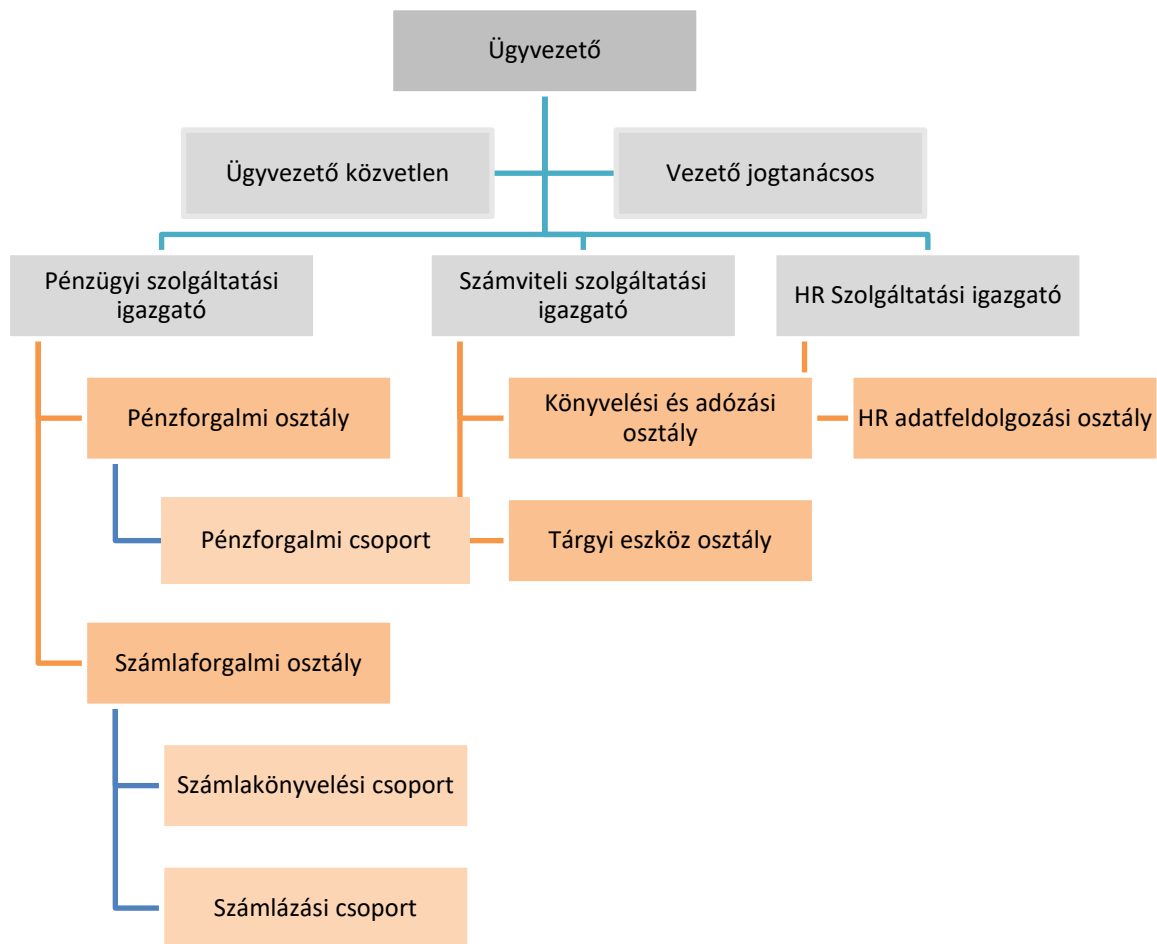 Ügyvezető
Ügyvezető közvetlen
Vezető jogtanácsos
Pénzügyi szolgáltatási
igazgató
Számviteli szolgáltatási
igazgató
HR Szolgáltatási igazgató
Pénzforgalmi osztály
Könyvelési és adózási
osztály
HR adatfeldolgozási osztály
Pénzforgalmi csoport
Tárgyi eszköz osztály
Számlaforgalmi osztály
Számlakönyvelési csoport
Számlázási csoport